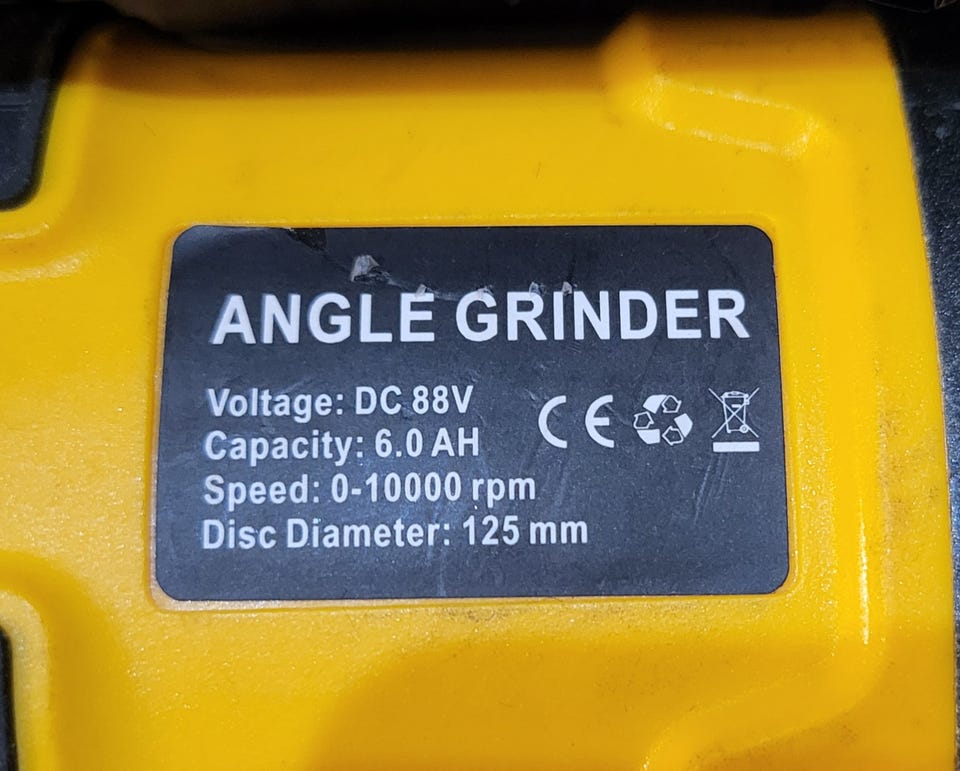 ANGLE GRINDER
Voltage: DC 88V
Capacity: 6.0 AH
Speed: 0-10000 rpm
Disc Diameter: 125 mm
CE